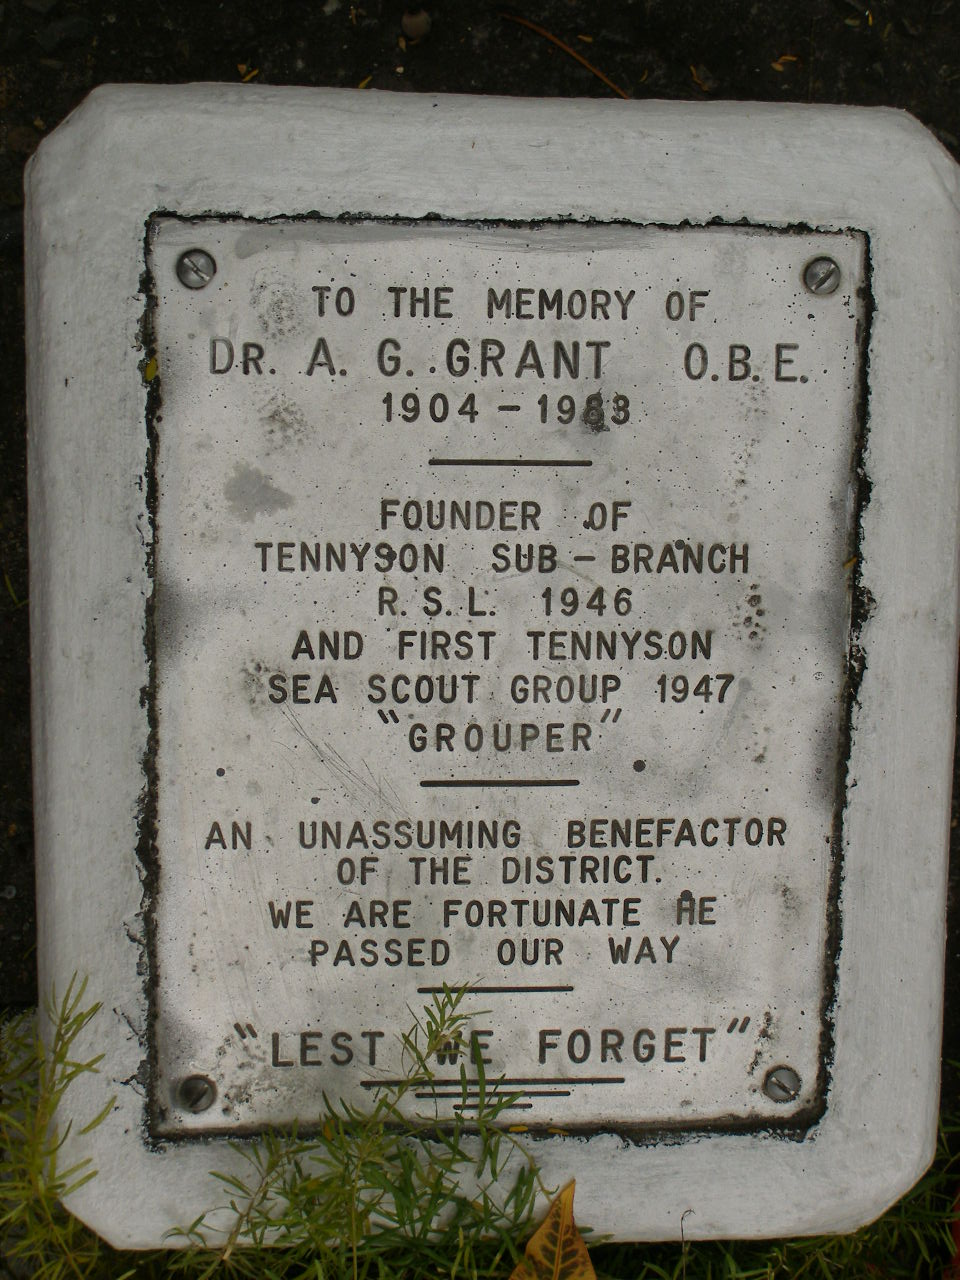 TO THE MEMORY OF
DR. A. G. GRANT O.B.E.
1904 - 1983
FOUNDER OF
TENNYSON SUB - BRANCH
R. S. L. 1946
AND FIRST TENNYSON
SEA SCOUT GROUP 1947
"GROUPER"
AN UNASSUMING BENEFACTOR
OF THE DISTRICT.
WE ARE FORTUNATE HE
PASSED OUR WAY
"LEST WE FORGET"